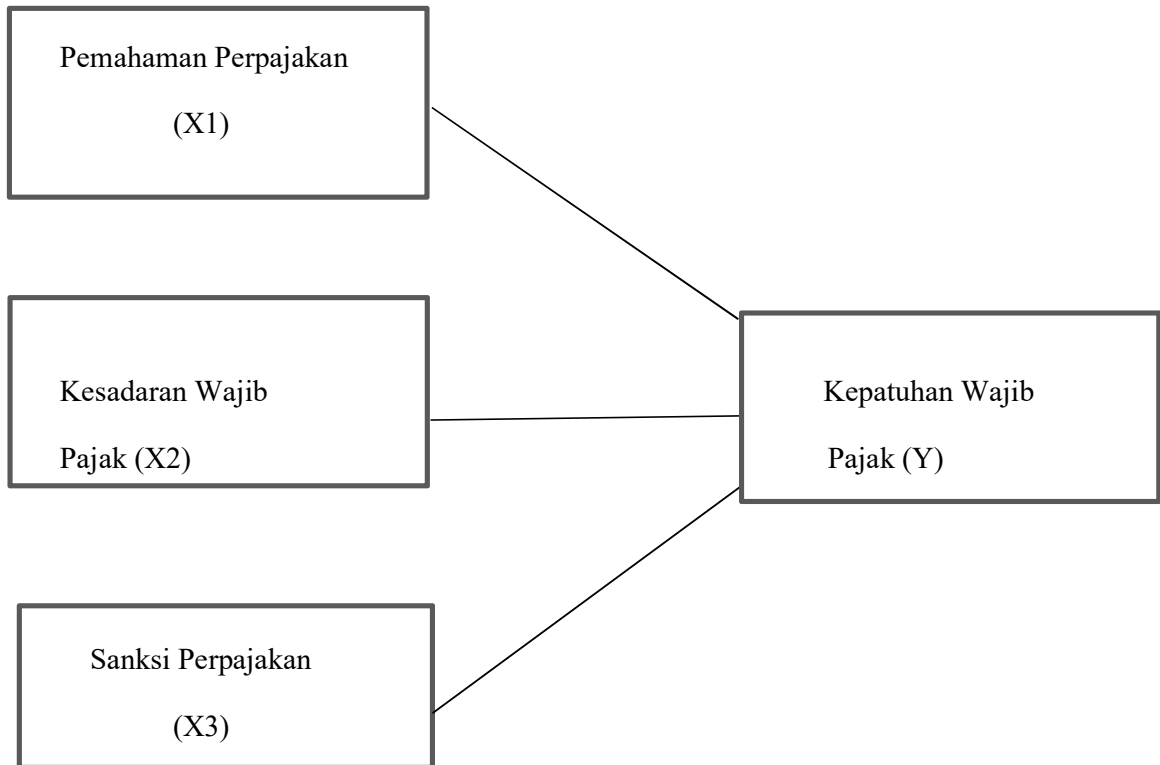 Pemahaman Perpajakan
(X1)
Kesadaran Wajib
Pajak (X2)
Kepatuhan Wajib
Pajak (Y)
Sanksi Perpajakan
(X3)